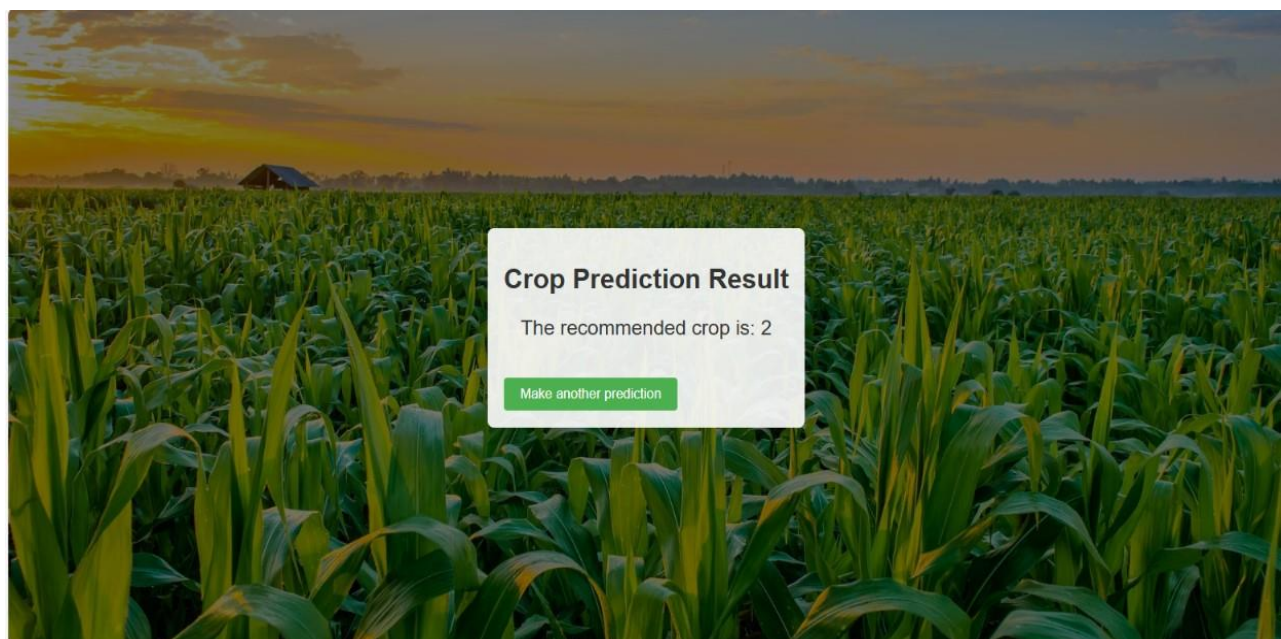 Crop Prediction Result
The recommended crop is: 2
Make another prediction